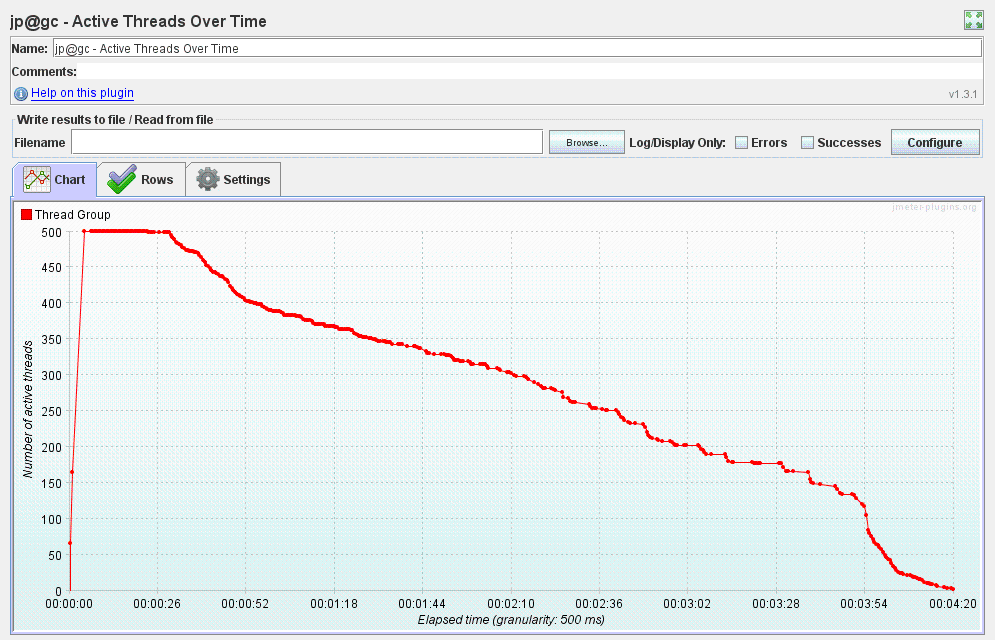 jp@gc - Active Threads Over Time
Name: jp@gc - Active Threads Over Time
Comments:
Help on this plugin
v1.3.1
Write results to file / Read from file
Filename Browse... Log/Display Only: Errors Successes Configure
Chart Rows Settings
jmeter-plugins.org
Thread Group
500
450
400
350
300
250
200
150
100
50
0
Number of active threads
00:00:00 00:00:26 00:00:52 00:01:18 00:01:44 00:02:10 00:02:36 00:03:02 00:03:28 00:03:54 00:04:20
Elapsed time (granularity: 500 ms)